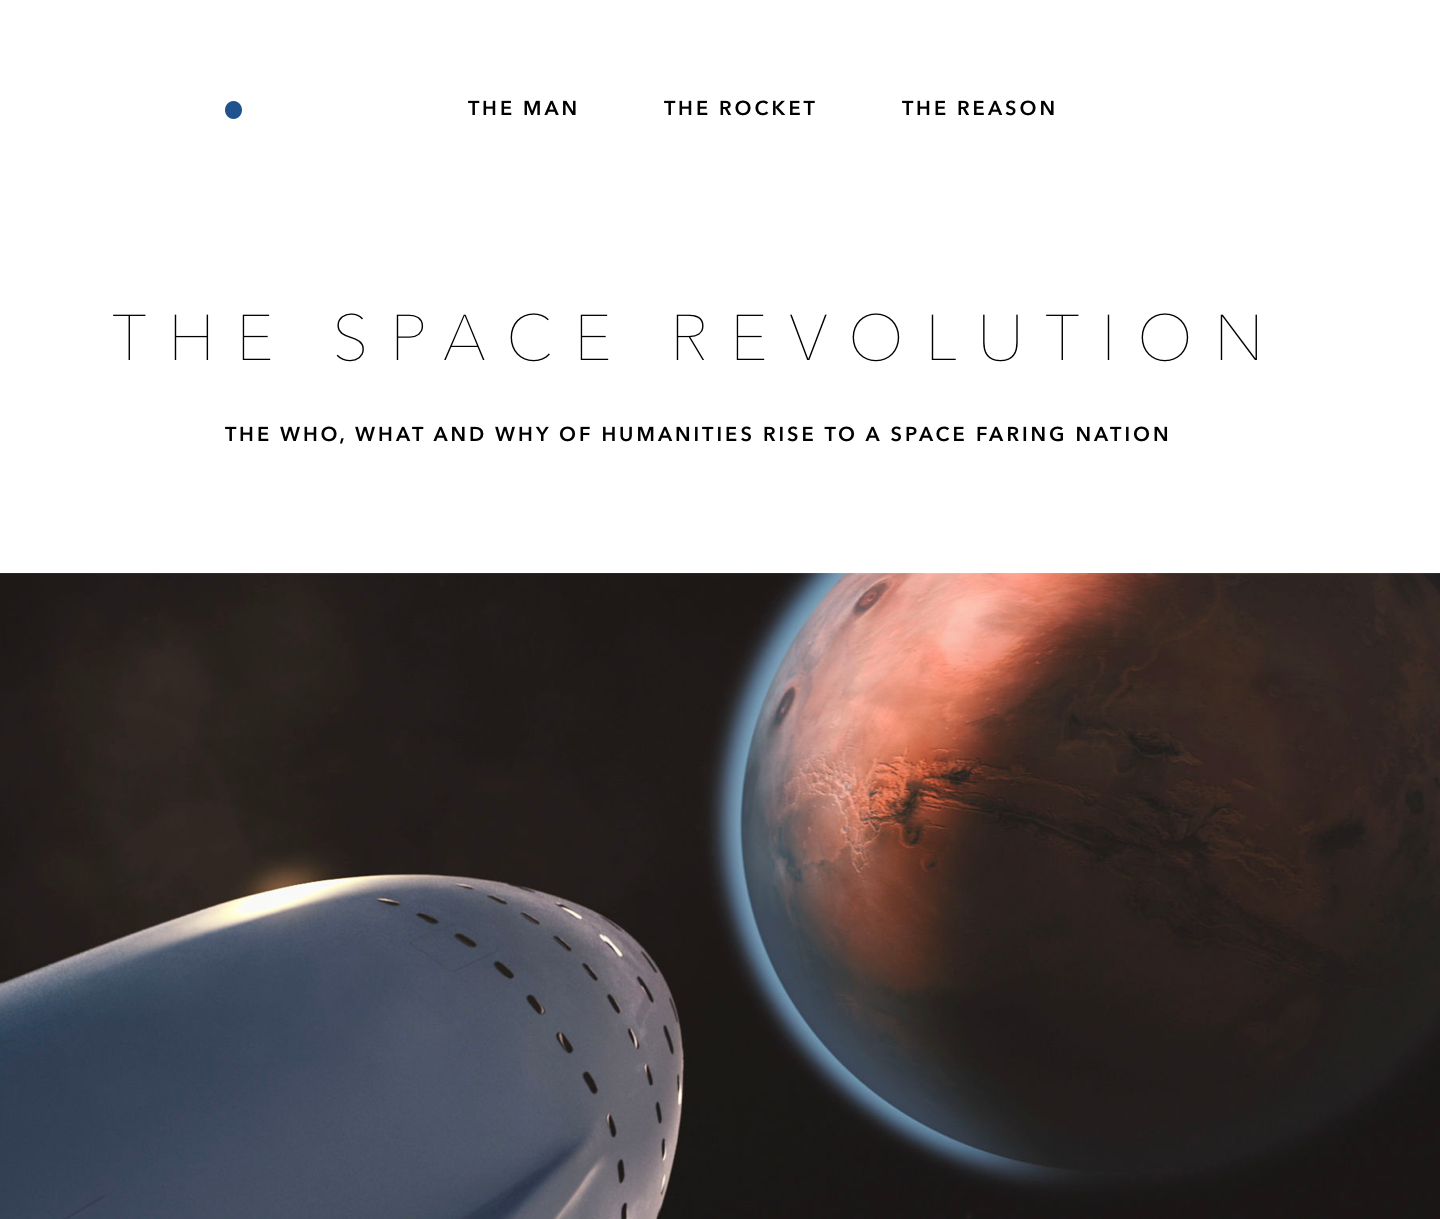 THE MAN THE ROCKET THE REASON
THE SPACE REVOLUTION
THE WHO, WHAT AND WHY OF HUMANITIES RISE TO A SPACE FARING NATION